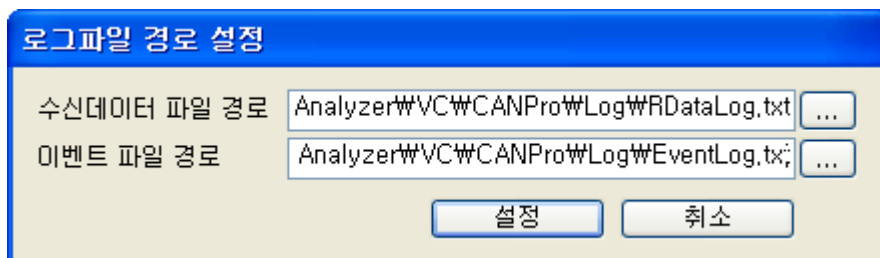 로그파일 경로 설정
수신데이터 파일 경로 Analyzer₩VC₩CANPro₩Log₩RDataLog.txt ...
이벤트 파일 경로 Analyzer₩VC₩CANPro₩Log₩EventLog.tx ...
설정 취소